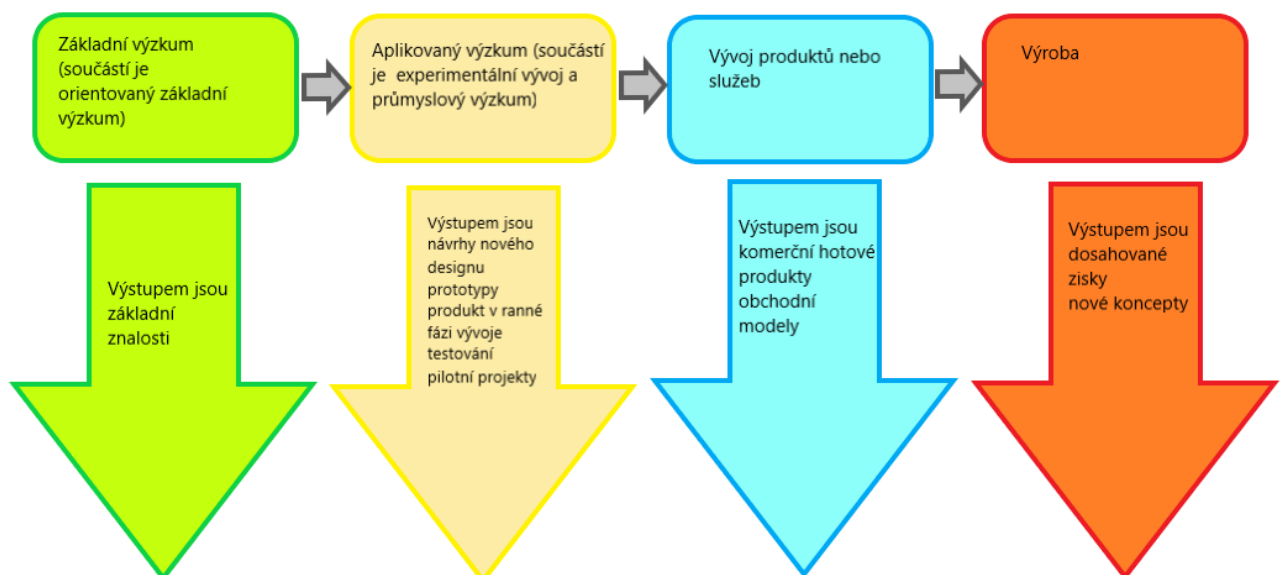 Základní výzkum
(součástí je
orientovaný základní
výzkum)
Aplikovaný výzkum (součástí
je experimentální vývoj a
průmyslový výzkum)
Vývoj produktů nebo
služeb
Výroba
Výstupem jsou
základní
znalosti
Výstupem jsou
návrhy nového
designu
prototypy
produkt v ranné
fázi vývoje
testování
pilotní projekty
Výstupem jsou
komerční hotové
produkty
obchodní
modely
Výstupem jsou
dosahované
zisky
nové koncepty